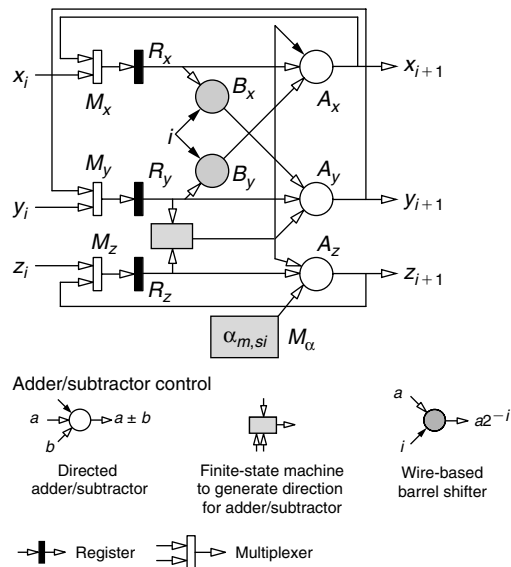 R_x
x_i
B_x
A_x
x_{i+1}
M_x
i
M_y
R_y
B_y
A_y
y_i
y_{i+1}
M_z
A_z
z_i
z_{i+1}
R_z
α_{m,si}
M_α
Adder/subtractor control
a
b
a ± b
a
i
a2^{−i}
Directed
adder/subtractor
Finite-state machine
to generate direction
for adder/subtractor
Wire-based
barrel shifter
Register
Multiplexer